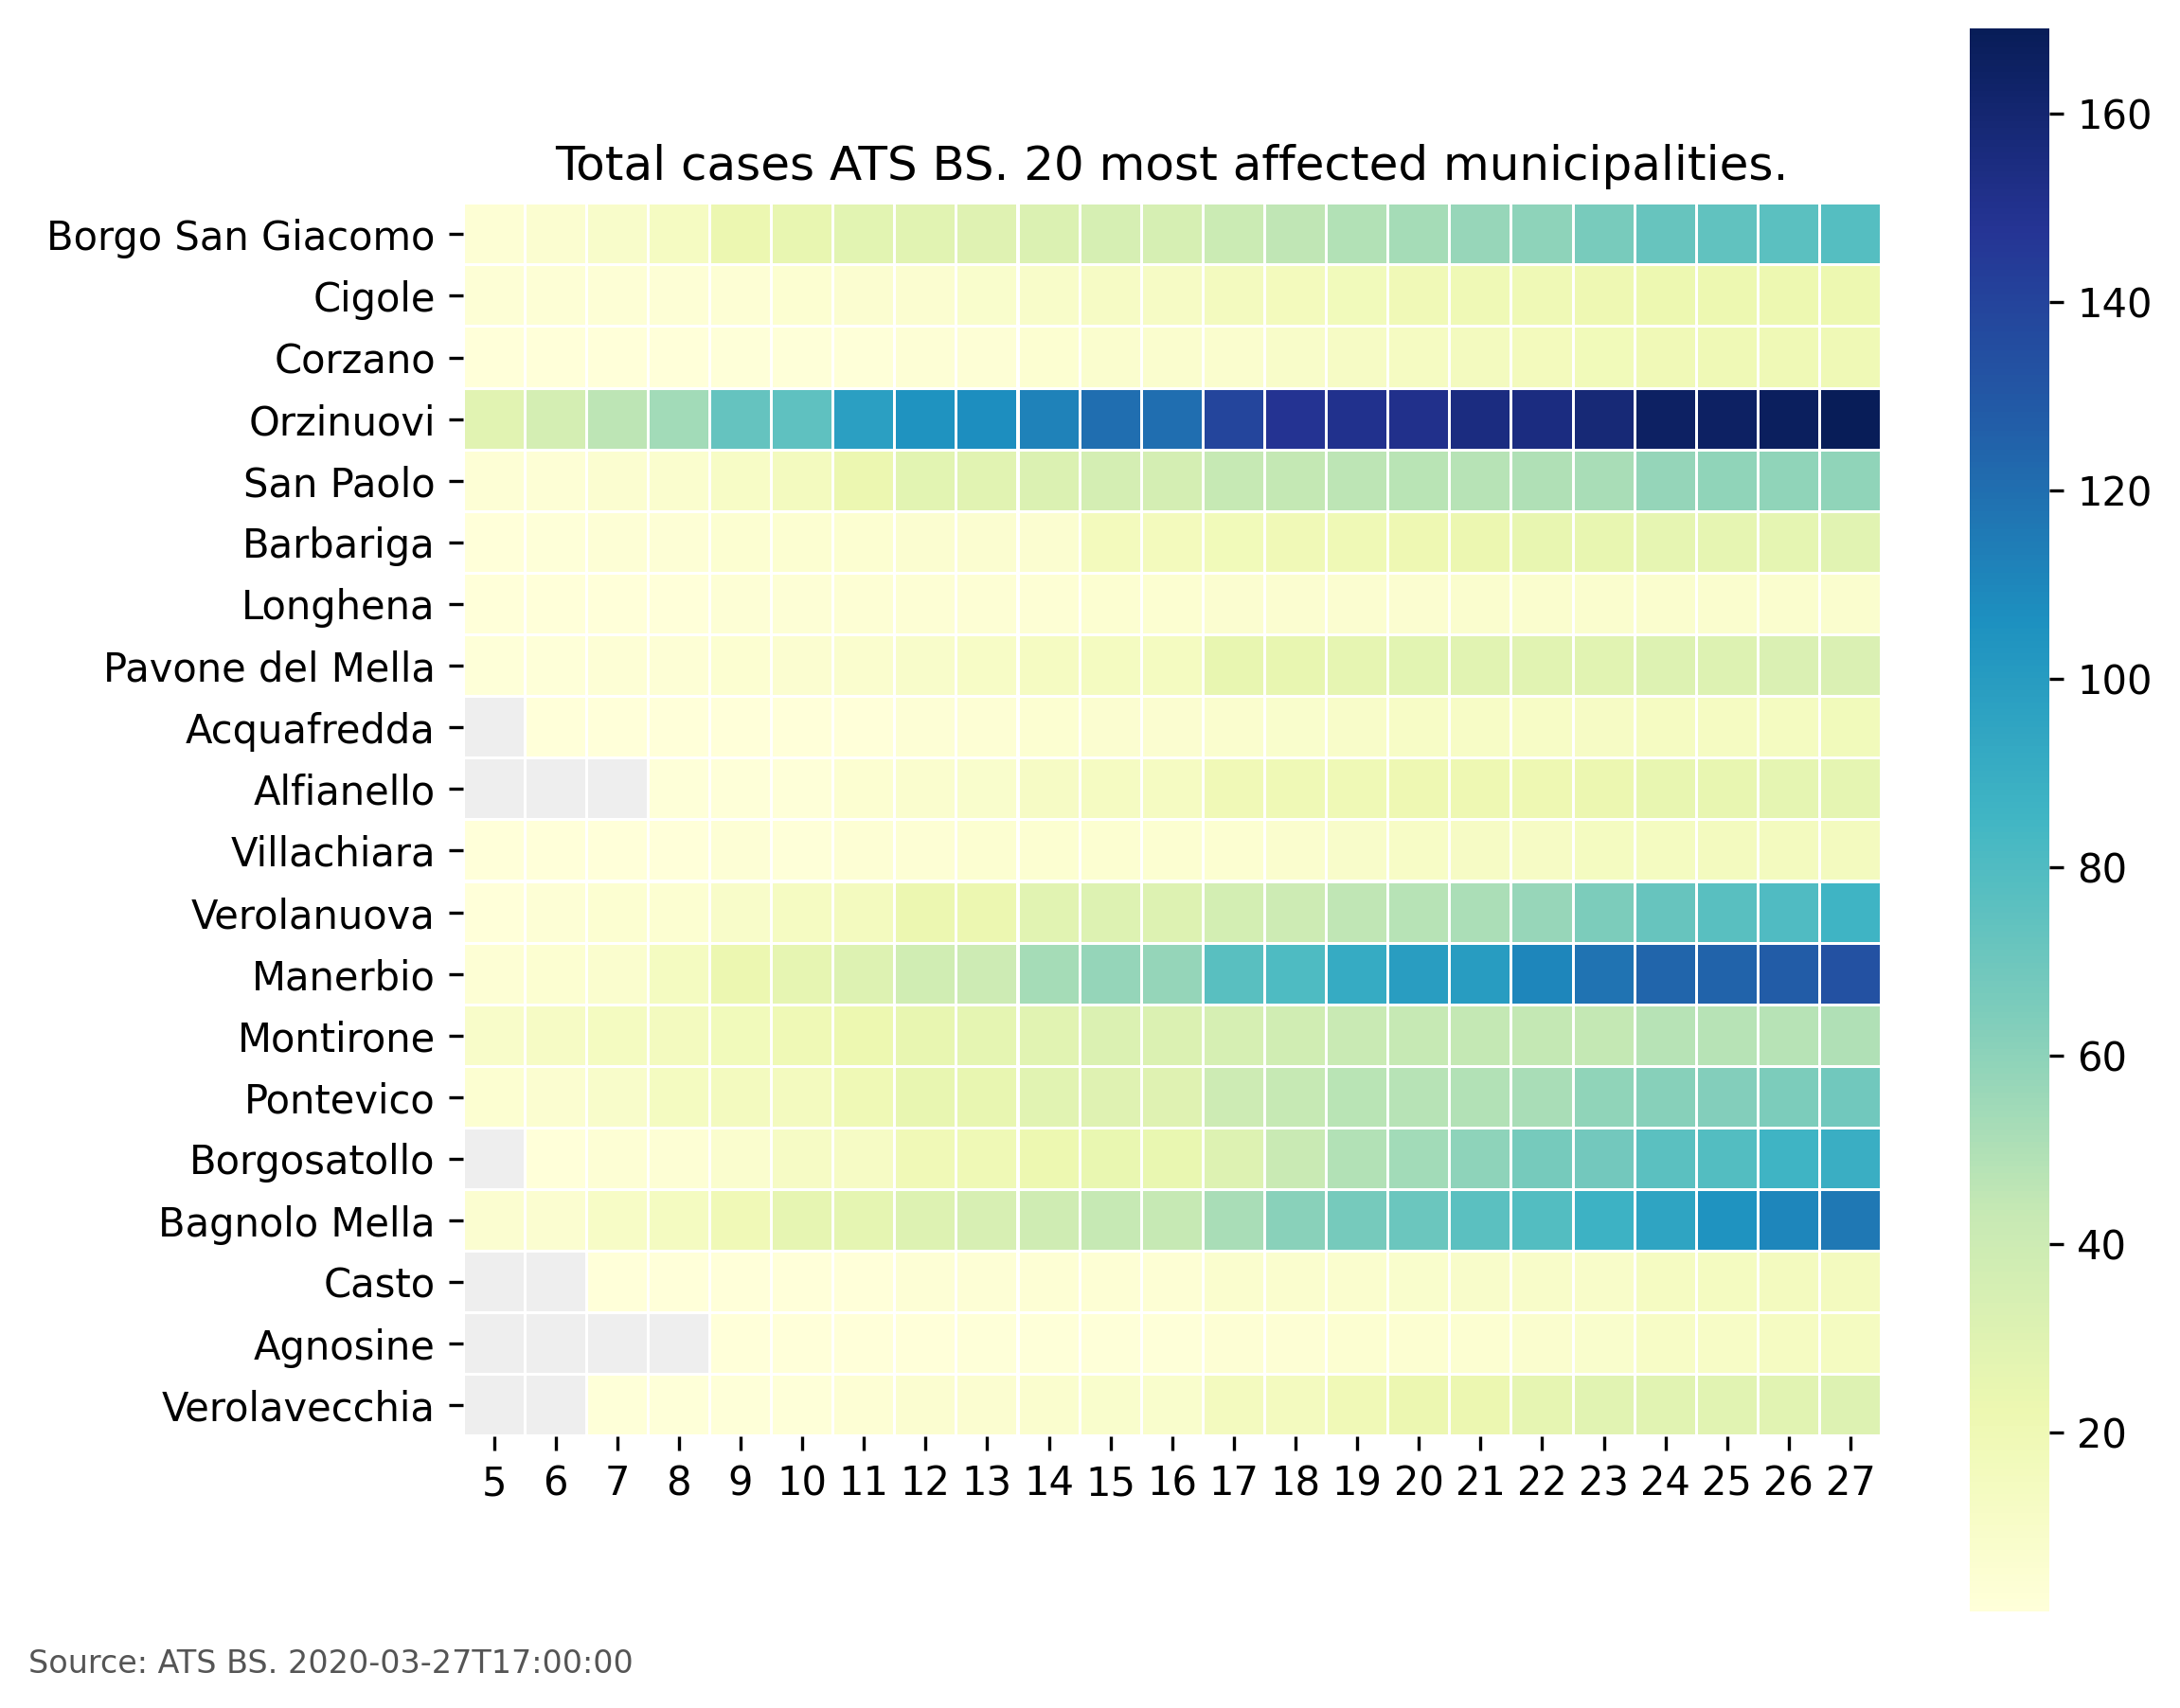 Total cases ATS BS. 20 most affected municipalities.
Borgo San Giacomo
Cigole
Corzano
Orzinuovi
San Paolo
Barbariga
Longhena
Pavone del Mella
Acquafredda
Alfianello
Villachiara
Verolanuova
Manerbio
Montirone
Pontevico
Borgosatollo
Bagnolo Mella
Casto
Agnosine
Verolavecchia
5 6 7 8 9 10 11 12 13 14 15 16 17 18 19 20 21 22 23 24 25 26 27
160
140
120
100
80
60
40
20
Source: ATS BS. 2020-03-27T17:00:00